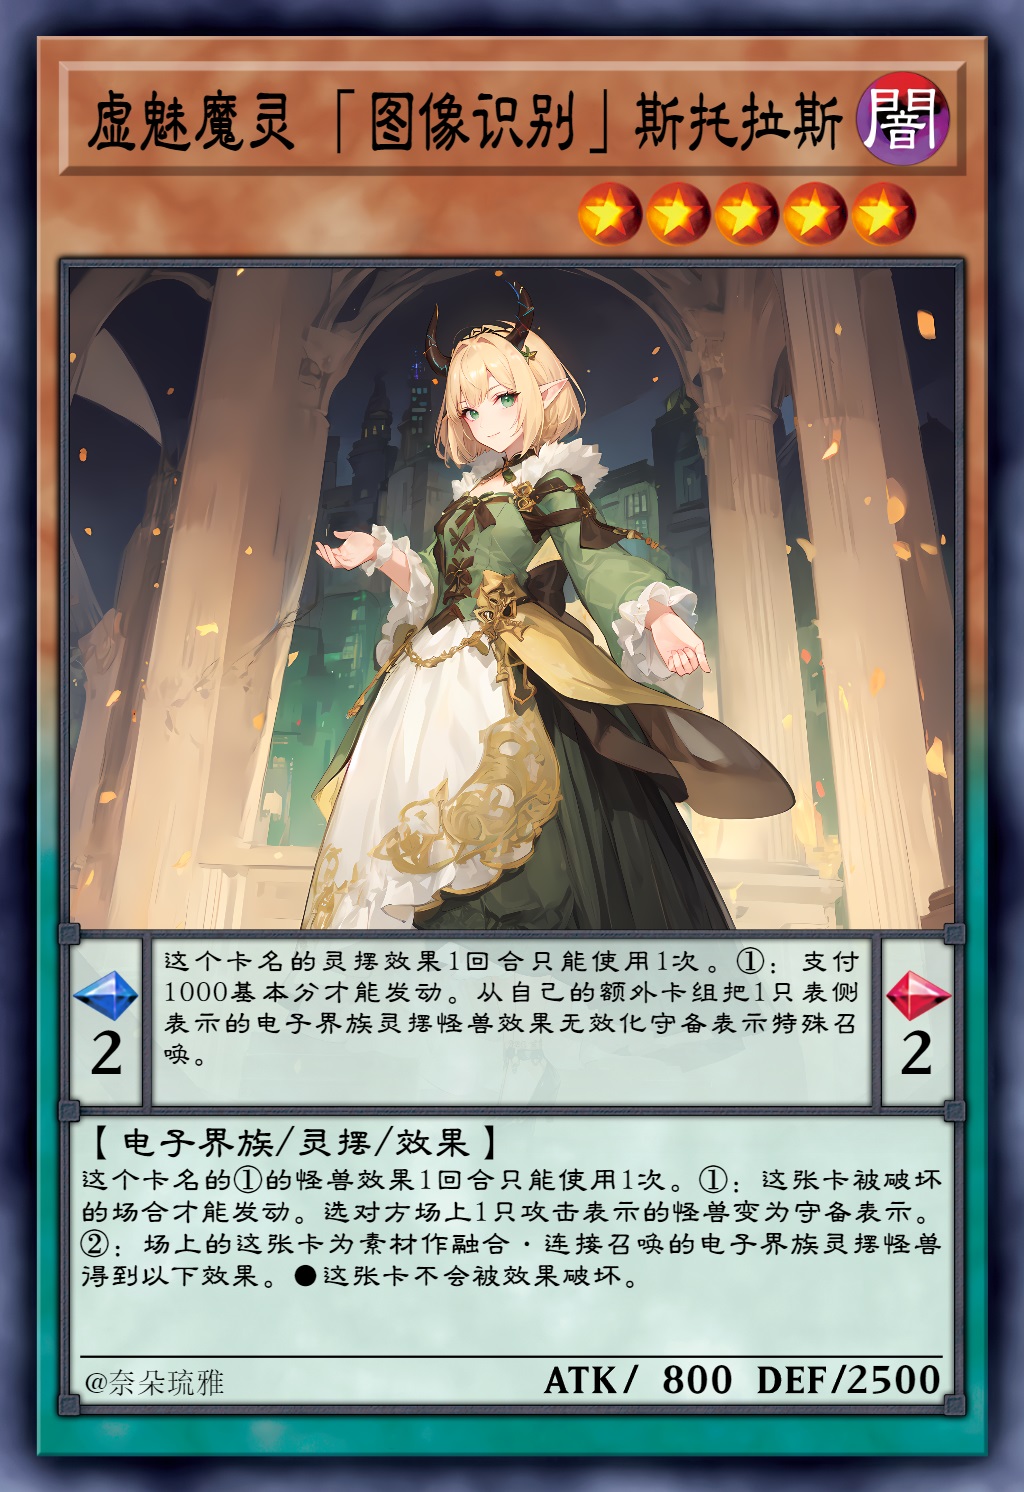 虚魅魔灵「图像识别」斯托拉斯
闇
这个卡名的灵摆效果1回合只能使用1次。①：支付
1000基本分才能发动。从自己的额外卡组把1只表侧
表示的电子界族灵摆怪兽效果无效化守备表示特殊召
唤。
2
2
【电子界族/灵摆/效果】
这个卡名的①的怪兽效果1回合只能使用1次。①：这张卡被破坏
的场合才能发动。选对方场上1只攻击表示的怪兽变为守备表示。
②：场上的这张卡为素材作融合·连接召唤的电子界族灵摆怪兽
得到以下效果。●这张卡不会被效果破坏。
@奈朵琉雅
ATK/ 800 DEF/2500